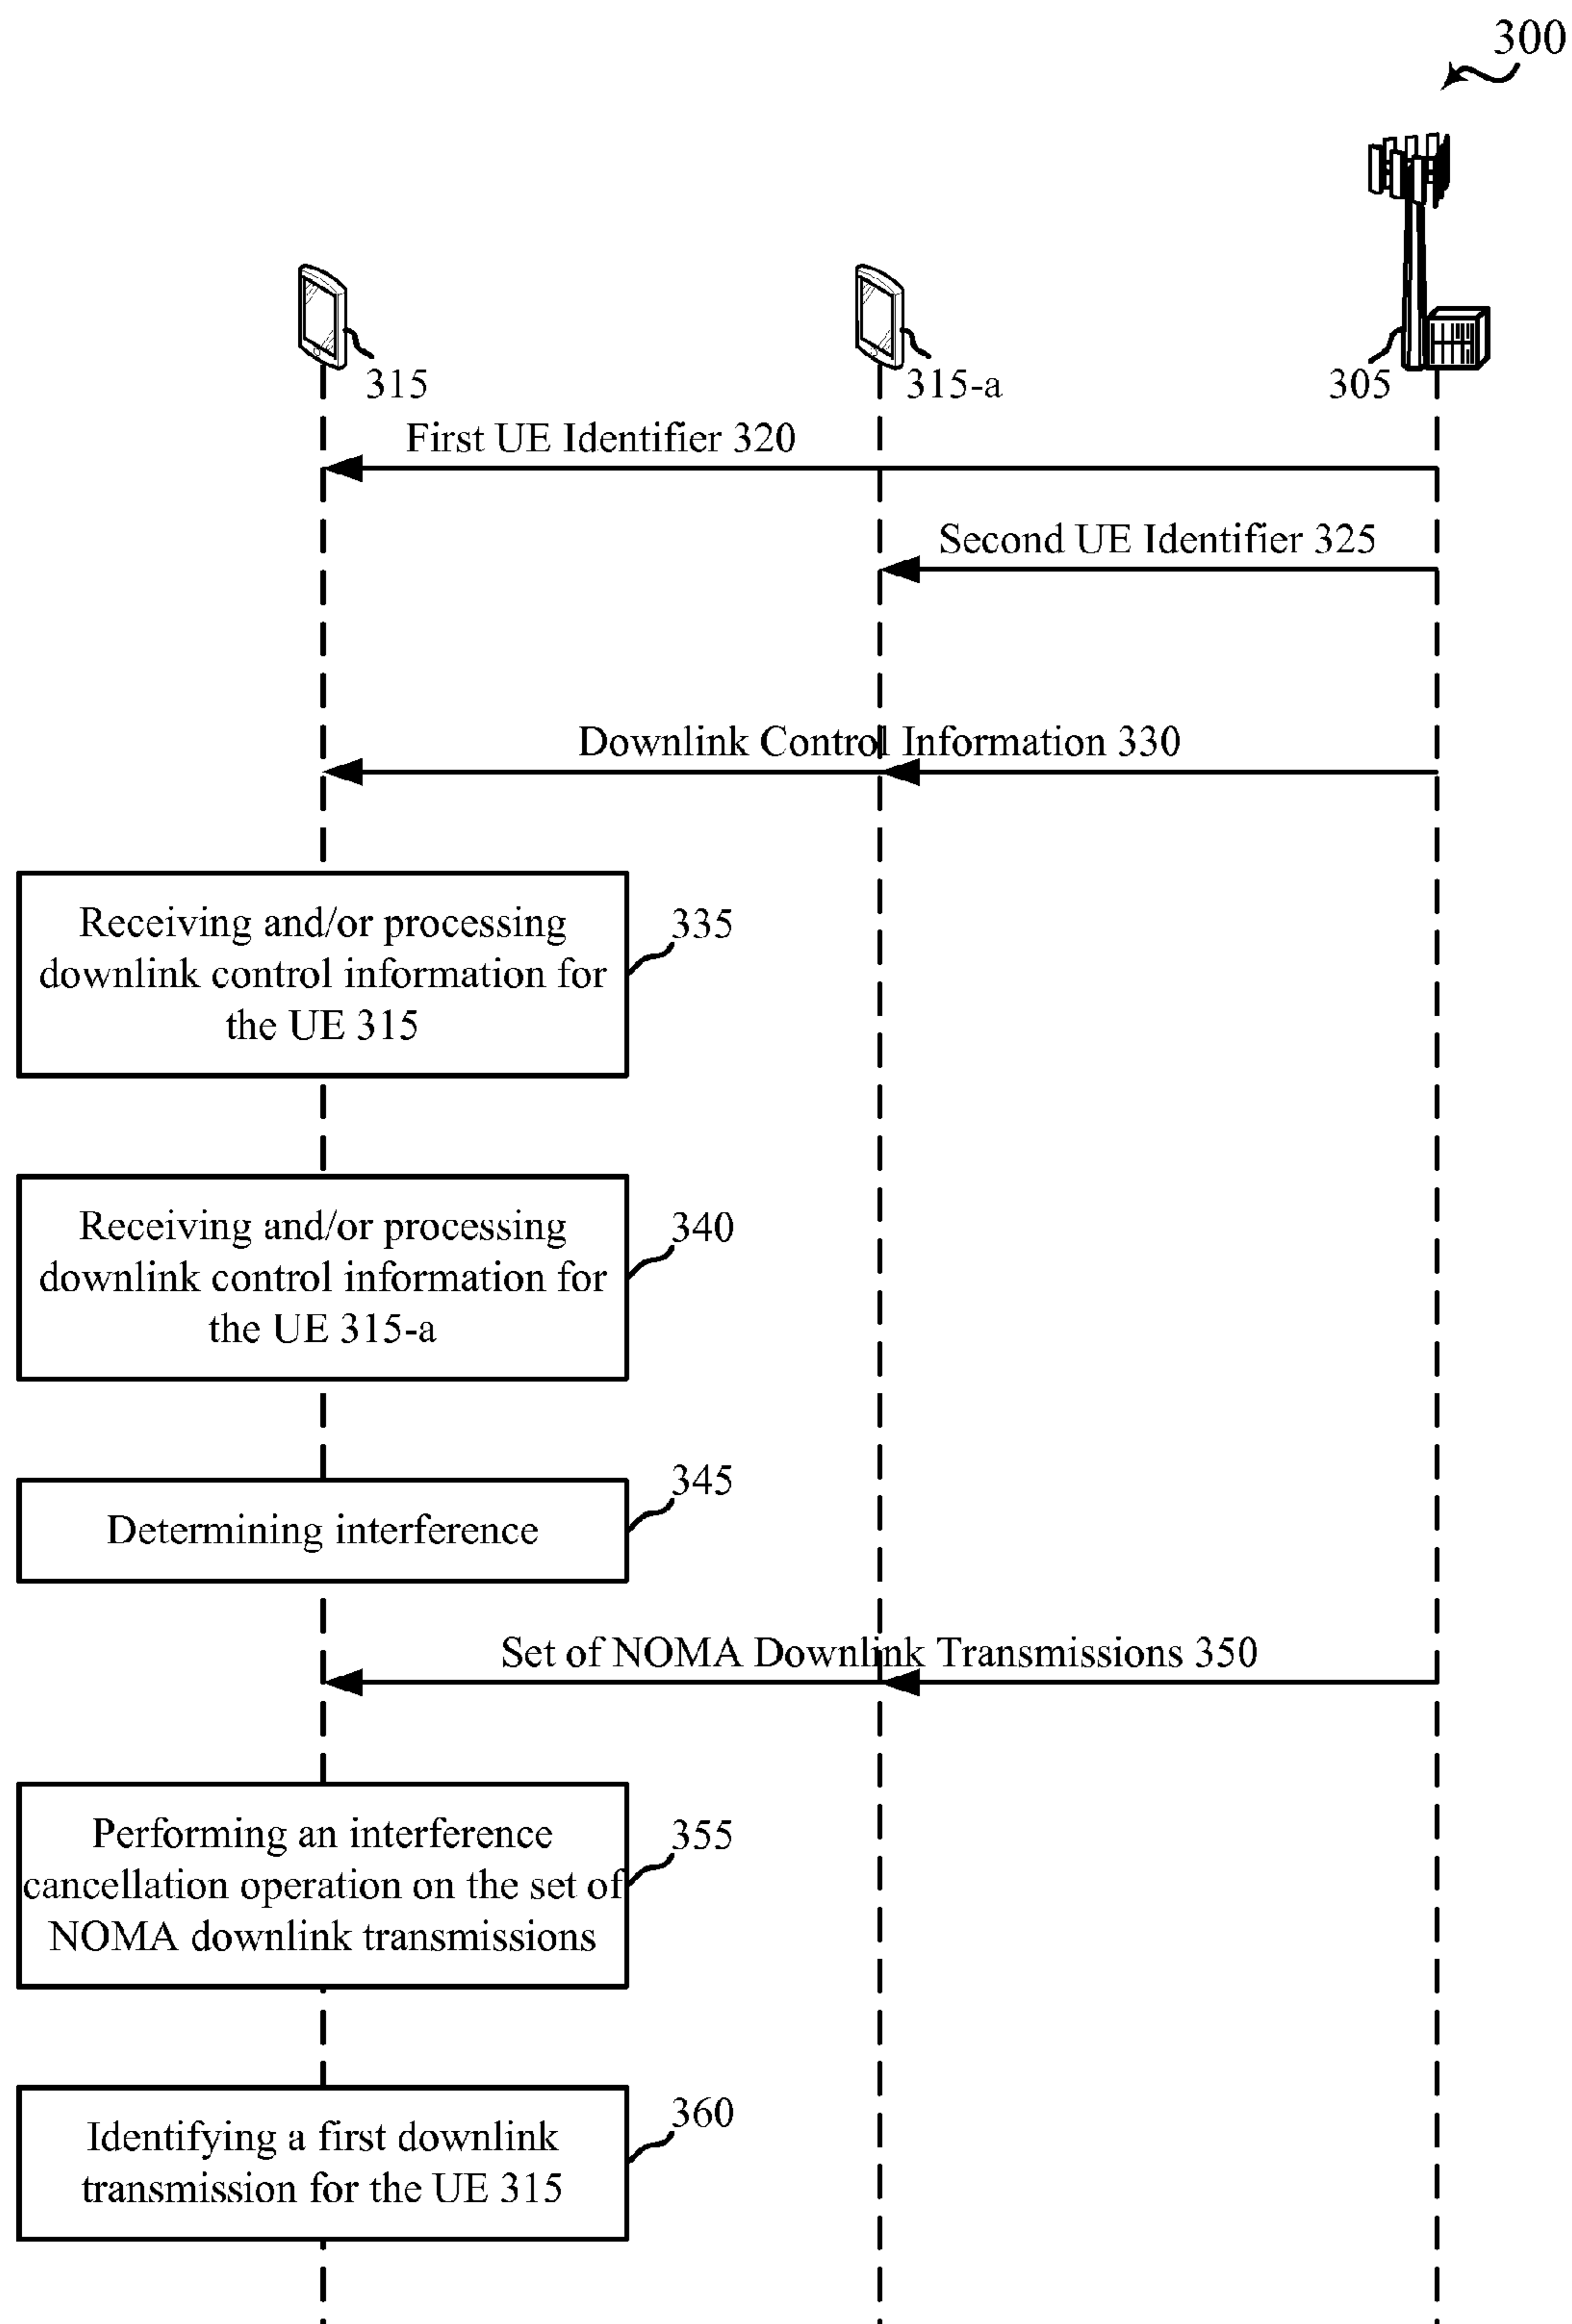 300
315
315-a
305
First UE Identifier 320
Second UE Identifier 325
Downlink Control Information 330
Receiving and/or processing
downlink control information for
the UE 315
335
Receiving and/or processing
downlink control information for
the UE 315-a
340
Determining interference
345
Set of NOMA Downlink Transmissions 350
Performing an interference
cancellation operation on the set of
NOMA downlink transmissions
355
Identifying a first downlink
transmission for the UE 315
360